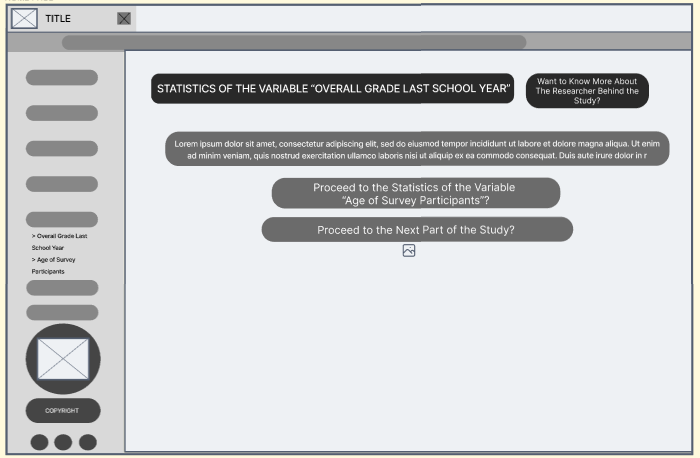 TITLE
STATISTICS OF THE VARIABLE “OVERALL GRADE LAST SCHOOL YEAR”
Want to Know More About
The Researcher Behind the
Study?
Lorem ipsum dolor sit amet, consectetur adipiscing elit, sed do eiusmod tempor incididunt ut labore et dolore magna aliqua. Ut enim
ad minim veniam, quis nostrud exercitation ullamco laboris nisi ut aliquip ex ea commodo consequat. Duis aute irure dolor in r
Proceed to the Statistics of the Variable
“Age of Survey Participants”?
Proceed to the Next Part of the Study?
> Overall Grade Last
School Year
> Age of Survey
Participants
COPYRIGHT